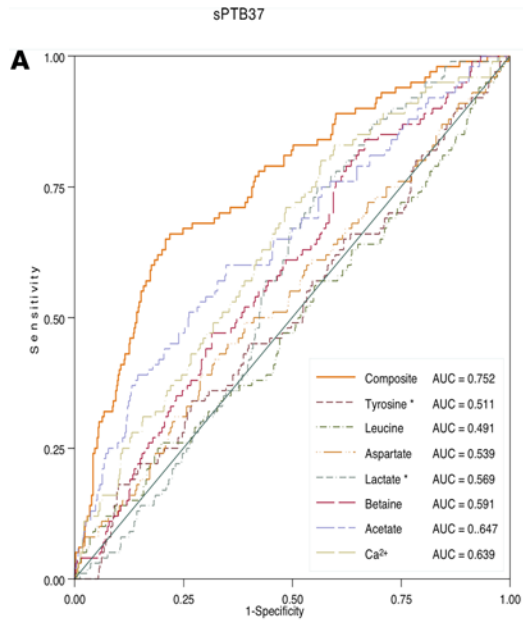 sPTB37
A
1.00
0.75
0.50
0.25
0.00
Sensitivity
Composite AUC = 0.752
Tyrosine * AUC = 0.511
Leucine AUC = 0.491
Aspartate AUC = 0.539
Lactate * AUC = 0.569
Betaine AUC = 0.591
Acetate AUC = 0..647
Ca²⁺ AUC = 0.639
0.00 0.25 0.50 0.75 1.00
1-Specificity